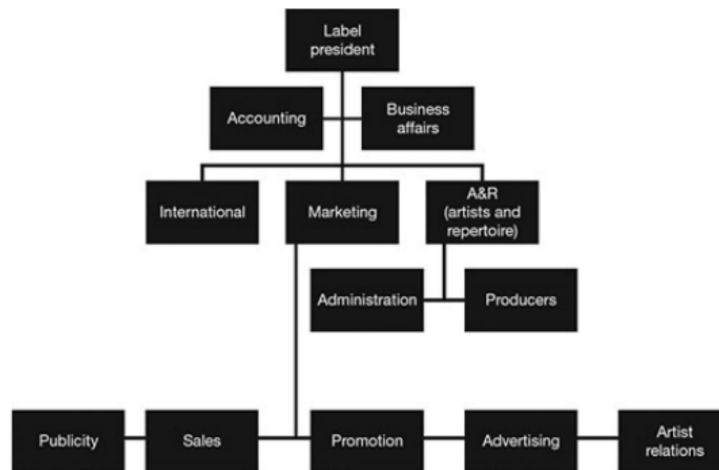 Label
president
Accounting
Business
affairs
International
Marketing
A&R
(artists and
repertoire)
Administration
Producers
Publicity
Sales
Promotion
Advertising
Artist
relations